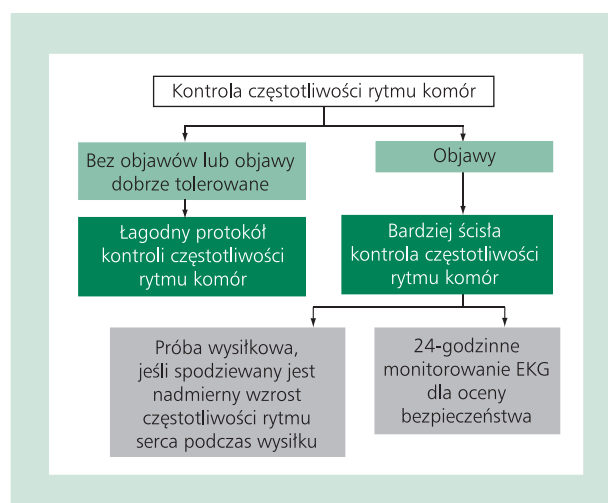 Kontrola częstotliwości rytmu komór
Bez objawów lub objawy
dobrze tolerowane
Objawy
Łagodny protokół
kontroli częstotliwości
rytmu komór
Bardziej ścisła
kontrola częstotliwości
rytmu komór
Próba wysiłkowa,
jeśli spodziewany jest
nadmierny wzrost
częstotliwości rytmu
serca podczas wysiłku
24-godzinne
monitorowanie EKG
dla oceny
bezpieczeństwa